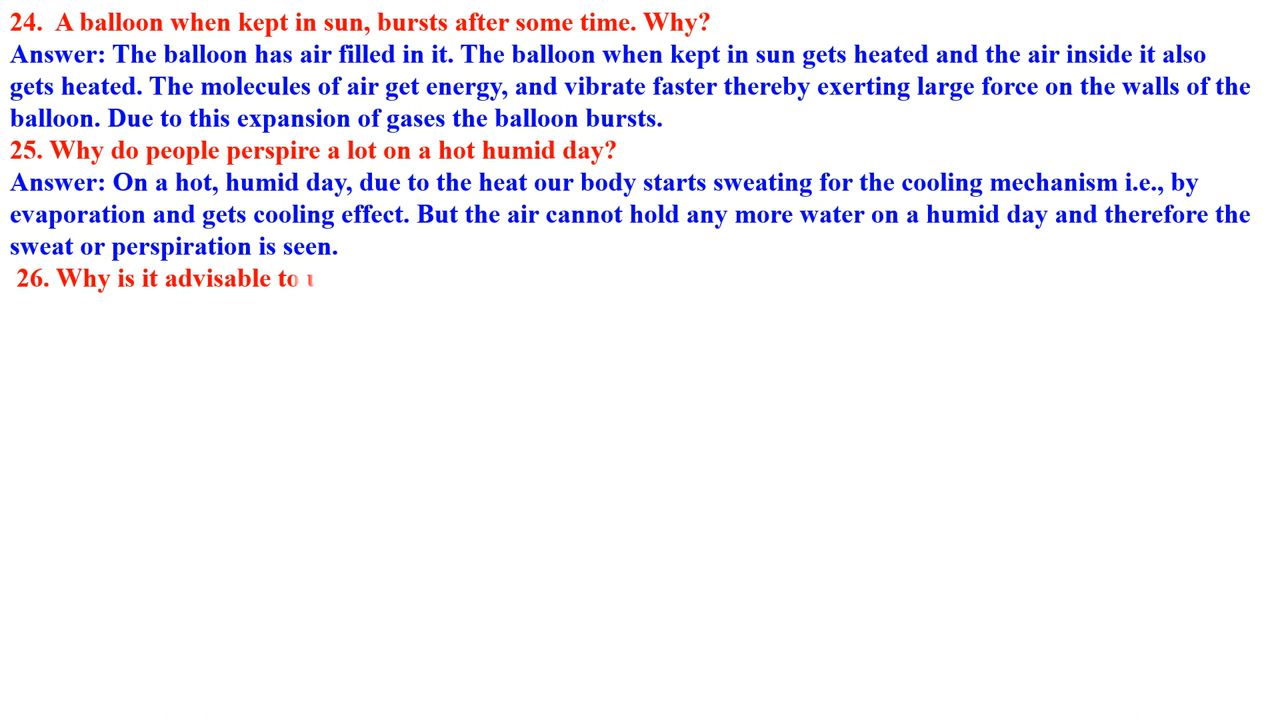 24. A balloon when kept in sun, bursts after some time. Why?
Answer: The balloon has air filled in it. The balloon when kept in sun gets heated and the air inside it also
gets heated. The molecules of air get energy, and vibrate faster thereby exerting large force on the walls of the
balloon. Due to this expansion of gases the balloon bursts.
25. Why do people perspire a lot on a hot humid day?
Answer: On a hot, humid day, due to the heat our body starts sweating for the cooling mechanism i.e., by
evaporation and gets cooling effect. But the air cannot hold any more water on a humid day and therefore the
sweat or perspiration is seen.
26. Why is it advisable to